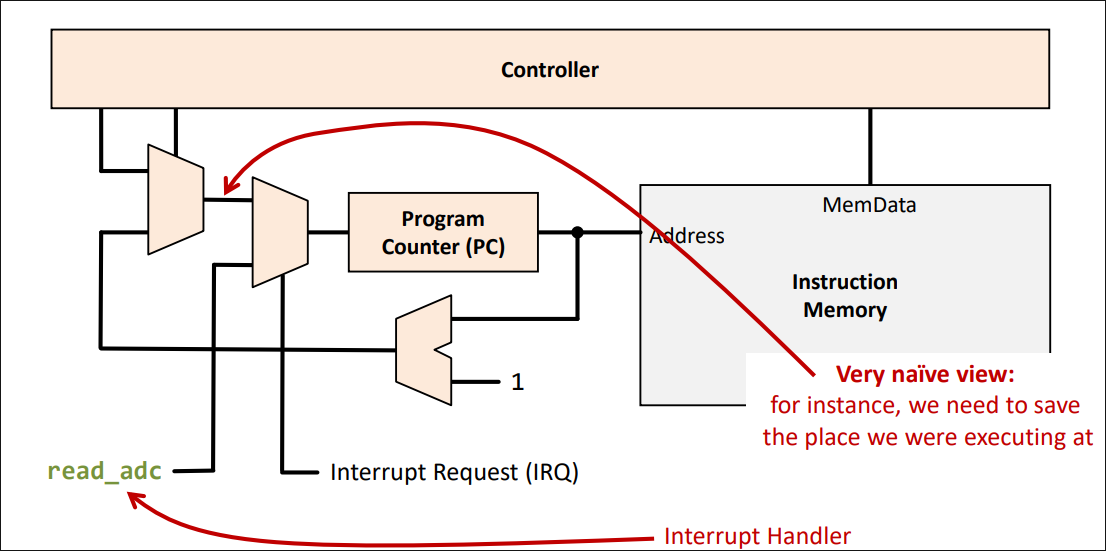 Controller
MemData
Address
Program
Counter (PC)
Instruction
Memory
1
Very naïve view:
for instance, we need to save
the place we were executing at
read_adc
Interrupt Request (IRQ)
Interrupt Handler